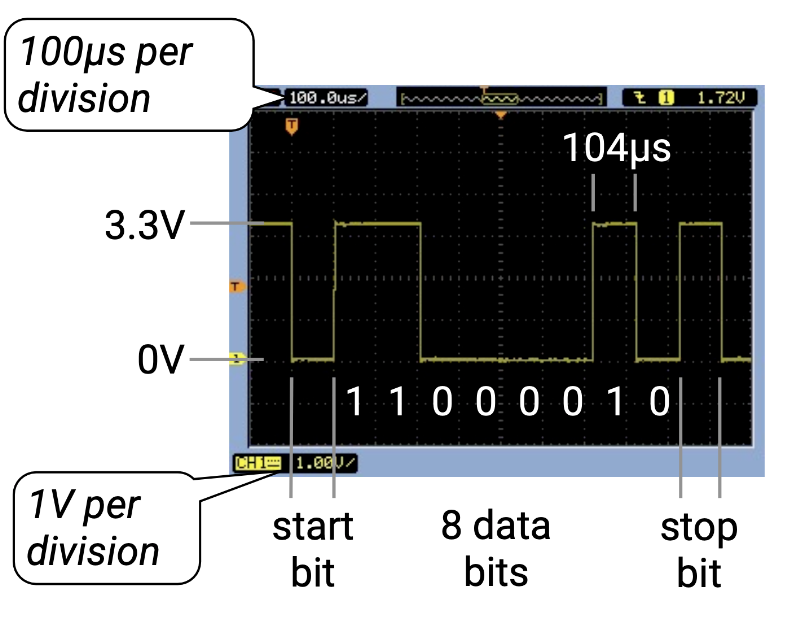 100µs per
division
100.0us/
T
1
1.72V
T
104µs
3.3V
T
0V
1
1 1 0 0 0 0 1 0
CH1
1.00V/
1V per
division
start
bit
8 data
bits
stop
bit